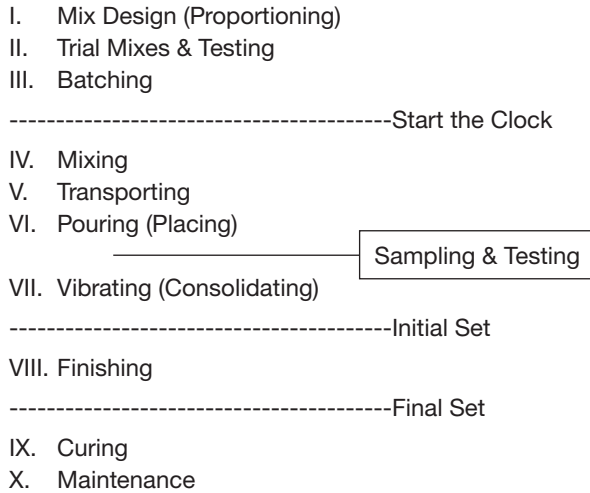 I. Mix Design (Proportioning)
II. Trial Mixes & Testing
III. Batching
-----------------------------------------Start the Clock
IV. Mixing
V. Transporting
VI. Pouring (Placing)
Sampling & Testing
VII. Vibrating (Consolidating)
-----------------------------------------Initial Set
VIII. Finishing
-----------------------------------------Final Set
IX. Curing
X. Maintenance